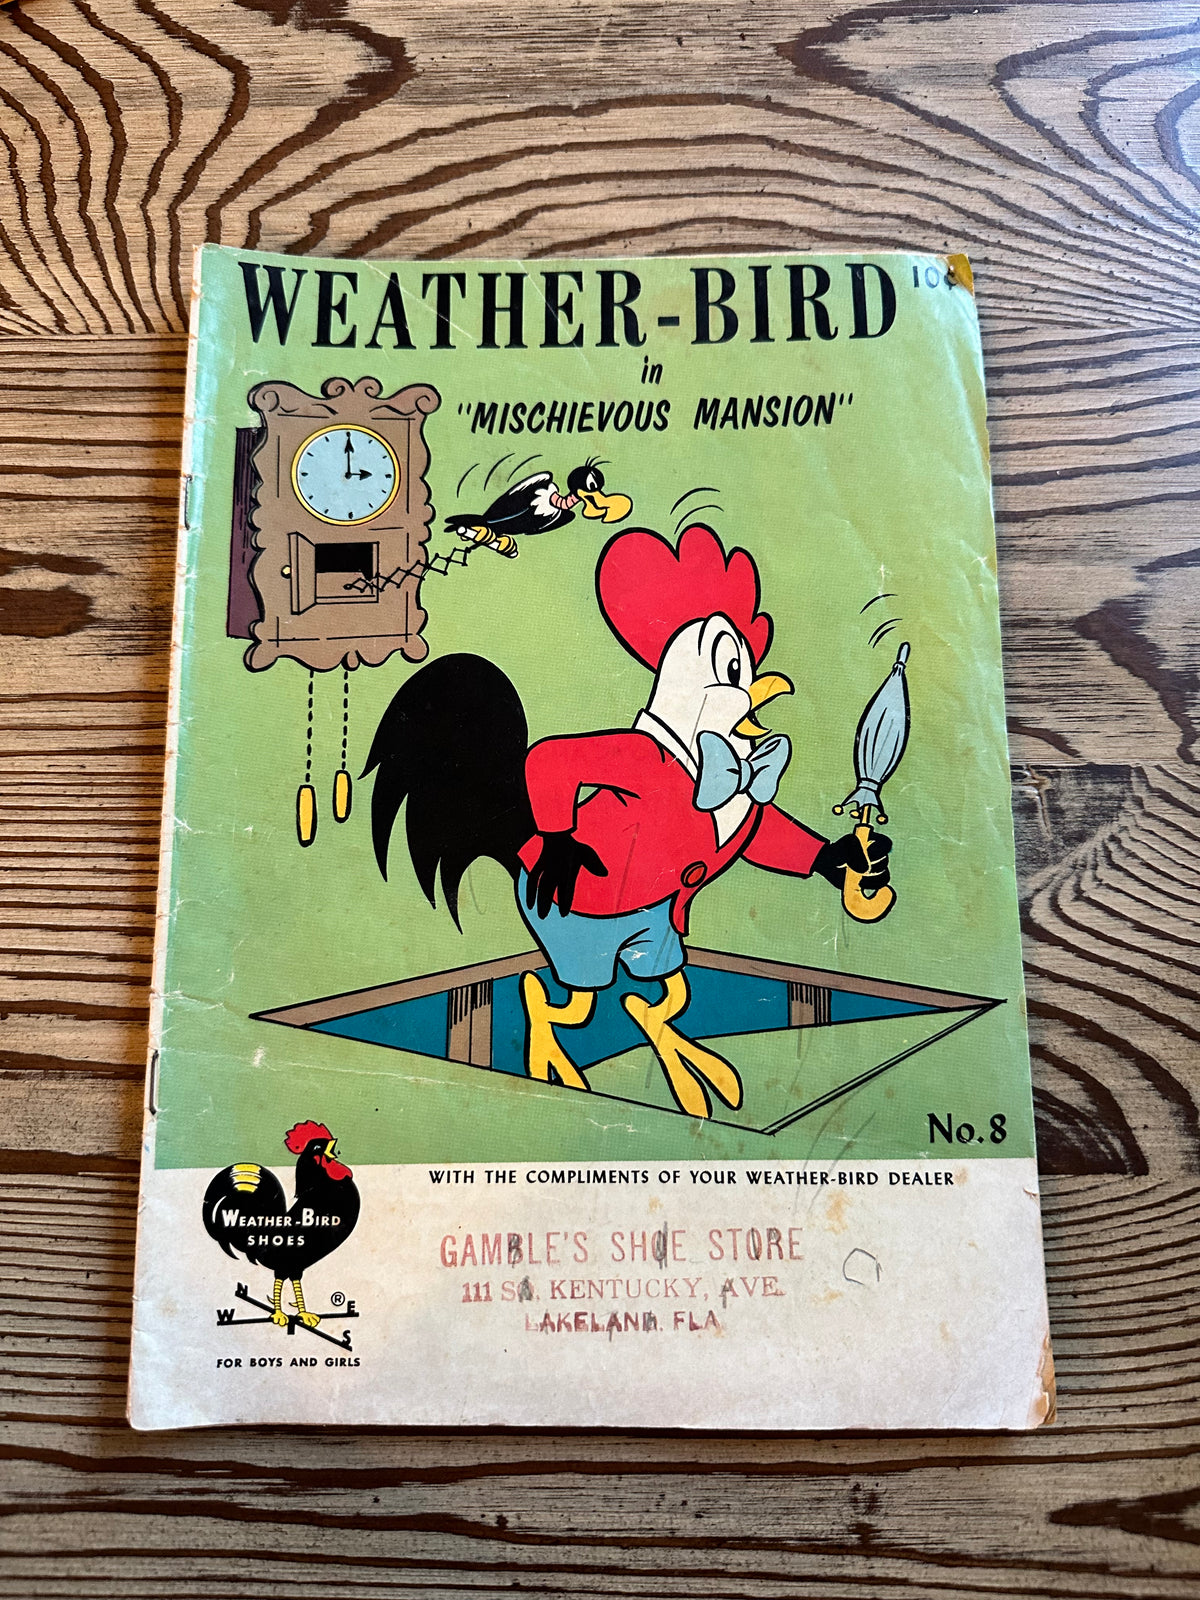 WEATHER-BIRD
10¢
in
"MISCHIEVOUS MANSION"
No. 8
WITH THE COMPLIMENTS OF YOUR WEATHER-BIRD DEALER
WEATHER-BIRD
SHOES
N
W
®
E
S
FOR BOYS AND GIRLS
GAMBLE'S SHOE STORE
111 SO. KENTUCKY, AVE.
LAKELAND, FLA